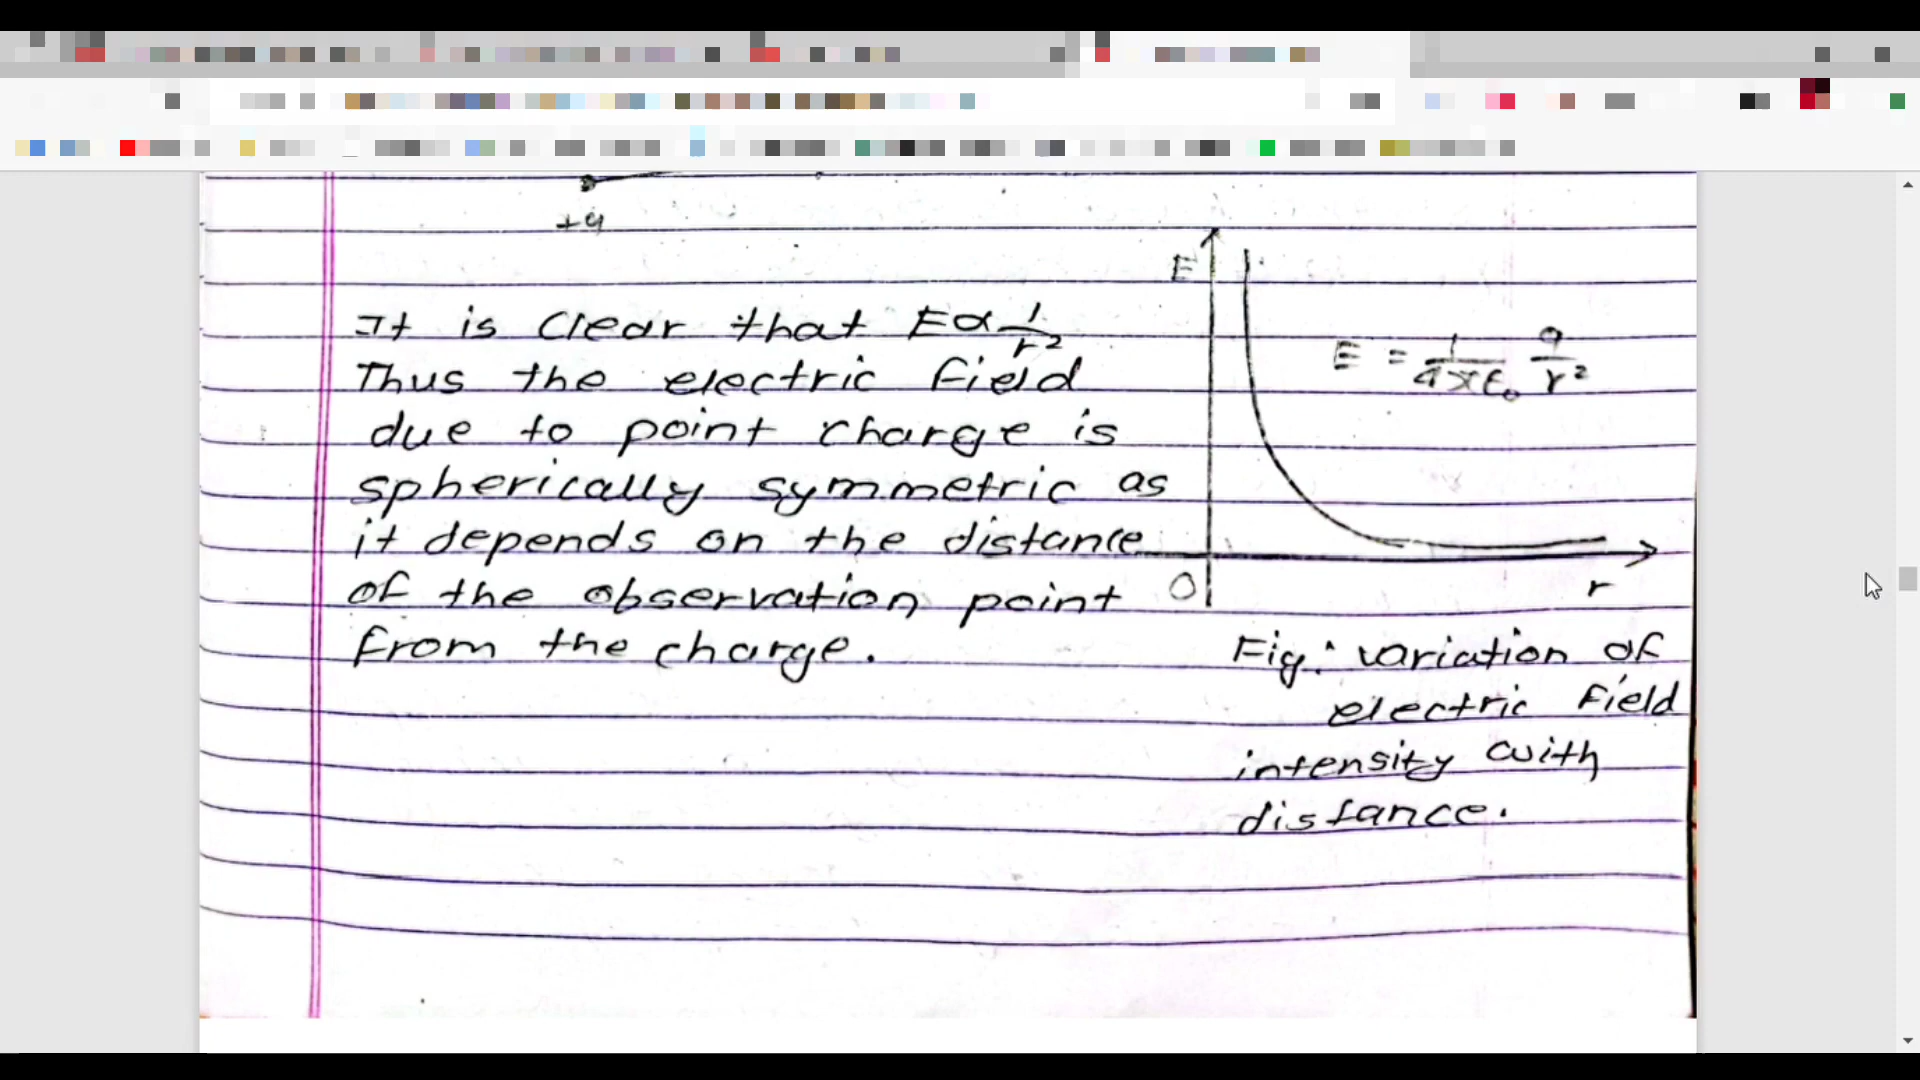 +q
E
It is clear that E∝ 1/r²
E = 1/4πε₀ q/r²
Thus the electric field
due to point charge is
spherically symmetric as
it depends on the distance
of the observation point
from the charge.
O
r
Fig: variation of
electric field
intensity with
distance.